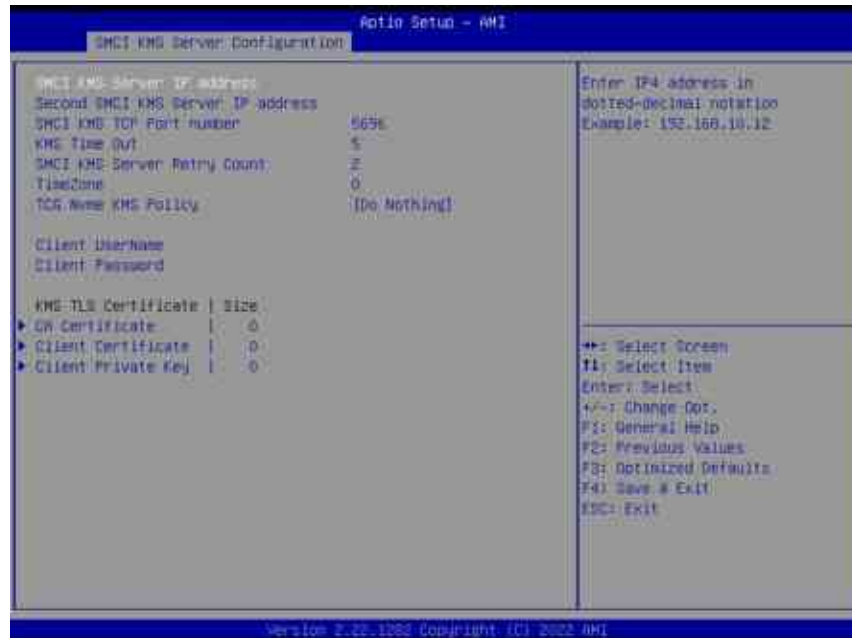 Aptio Setup - AMI
SMCI KMS Server Configuration
SMCI KMS Server IP address
Second SMCI KMS Server IP address
SMCI KMS TCP Port number 5696
KMS Time Out 5
SMCI KMS Server Retry Count 2
TimeZone 0
TCG Nvme KMS Policy [Do Nothing]
Client UserName
Client Password
KMS TLS Certificate | Size
CA Certificate | 0
Client Certificate | 0
Client Private Key | 0
Enter IP4 address in
dotted-decimal notation
Example: 192.168.10.12
: Select Screen
: Select Item
Enter: Select
+/-: Change Opt.
F1: General Help
F2: Previous Values
F3: Optimized Defaults
F4: Save & Exit
ESC: Exit
Version 2.22.1282 Copyright (C) 2022 AMI